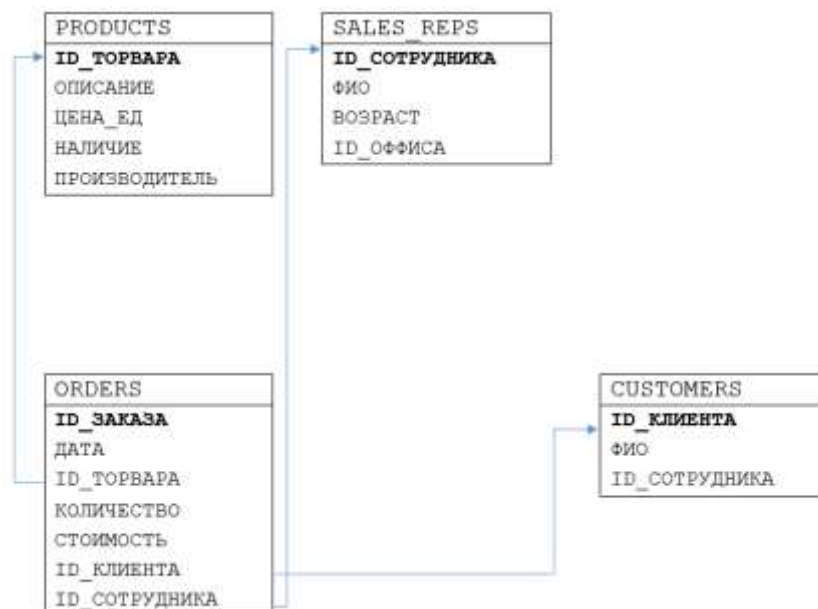 PRODUCTS
ID_ТОРВАРА
ОПИСАНИЕ
ЦЕНА_ЕД
НАЛИЧИЕ
ПРОИЗВОДИТЕЛЬ
SALES_REPS
ID_СОТРУДНИКА
ФИО
ВОЗРАСТ
ID_ОФФИСА
ORDERS
ID_ЗАКАЗА
ДАТА
ID_ТОРВАРА
КОЛИЧЕСТВО
СТОИМОСТЬ
ID_КЛИЕНТА
ID_СОТРУДНИКА
CUSTOMERS
ID_КЛИЕНТА
ФИО
ID_СОТРУДНИКА